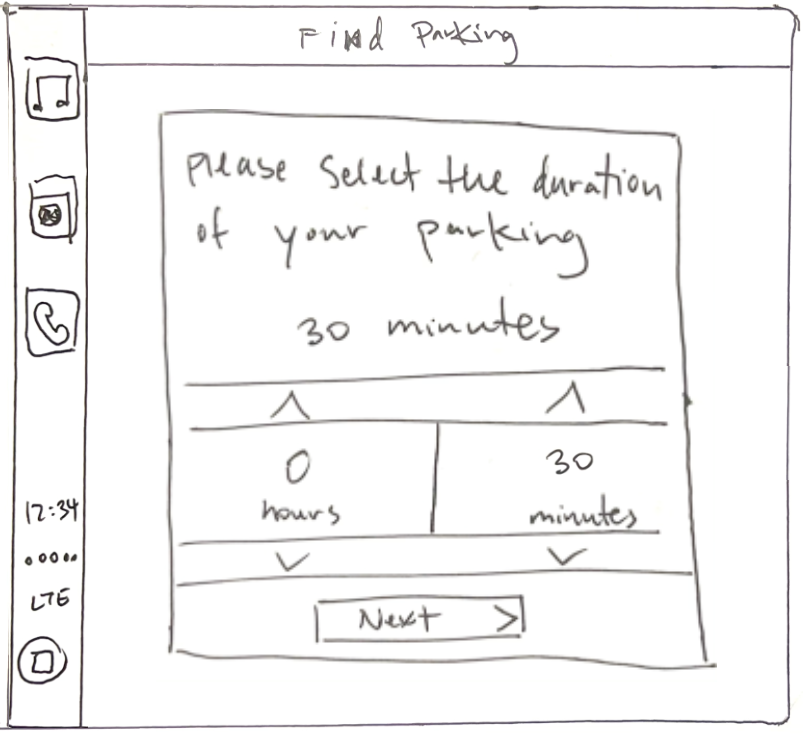 Find Parking
Please Select the duration
of your parking
30 minutes
0
hours
30
minutes
Next >
12:34
LTE